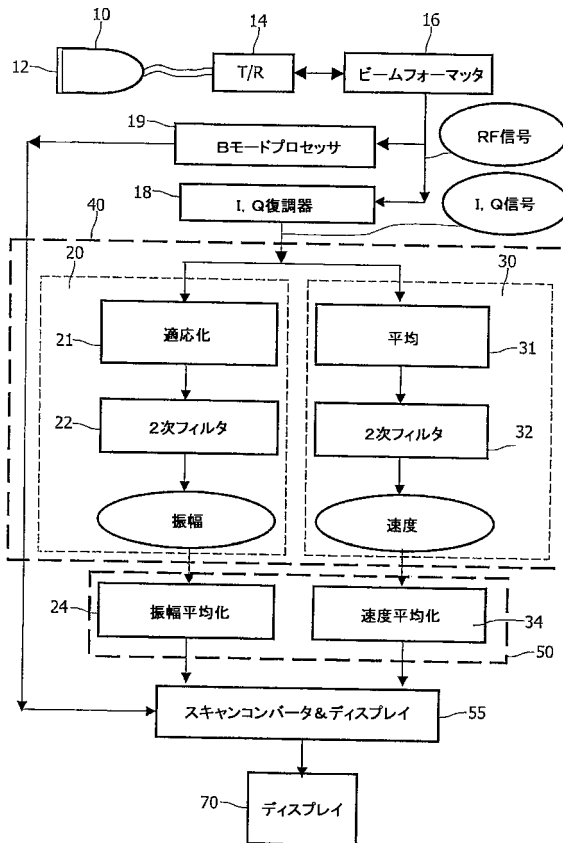 10
14
16
12
T/R
ビームフォーマッタ
19
Bモードプロセッサ
RF信号
18
I, Q復調器
I, Q信号
40
20
30
適応化
平均
21
31
22
2次フィルタ
2次フィルタ
32
振幅
速度
24
振幅平均化
速度平均化
34
50
スキャンコンバータ&ディスプレイ
55
70
ディスプレイ